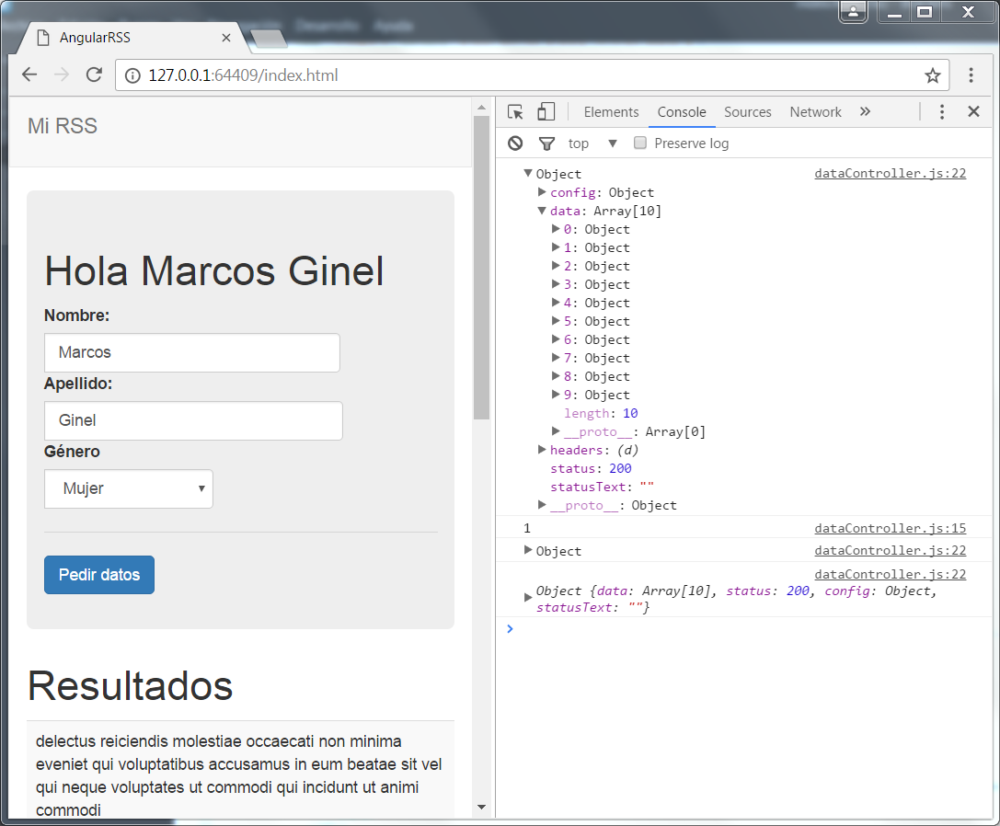 Desarrollo Ayuda
AngularRSS
127.0.0.1:64409/index.html
Mi RSS
Hola Marcos Ginel
Nombre:
Marcos
Apellido:
Ginel
Género
Mujer
Pedir datos
Resultados
delectus reiciendis molestiae occaecati non minima
eveniet qui voluptatibus accusamus in eum beatae sit vel
qui neque voluptates ut commodi qui incidunt ut animi
commodi
Elements Console Sources Network
top Preserve log
Object dataController.js:22
config: Object
data: Array[10]
0: Object
1: Object
2: Object
3: Object
4: Object
5: Object
6: Object
7: Object
8: Object
9: Object
length: 10
__proto__: Array[0]
headers: (d)
status: 200
statusText: ""
__proto__: Object
1 dataController.js:15
Object dataController.js:22
dataController.js:22
Object {data: Array[10], status: 200, config: Object,
statusText: ""}